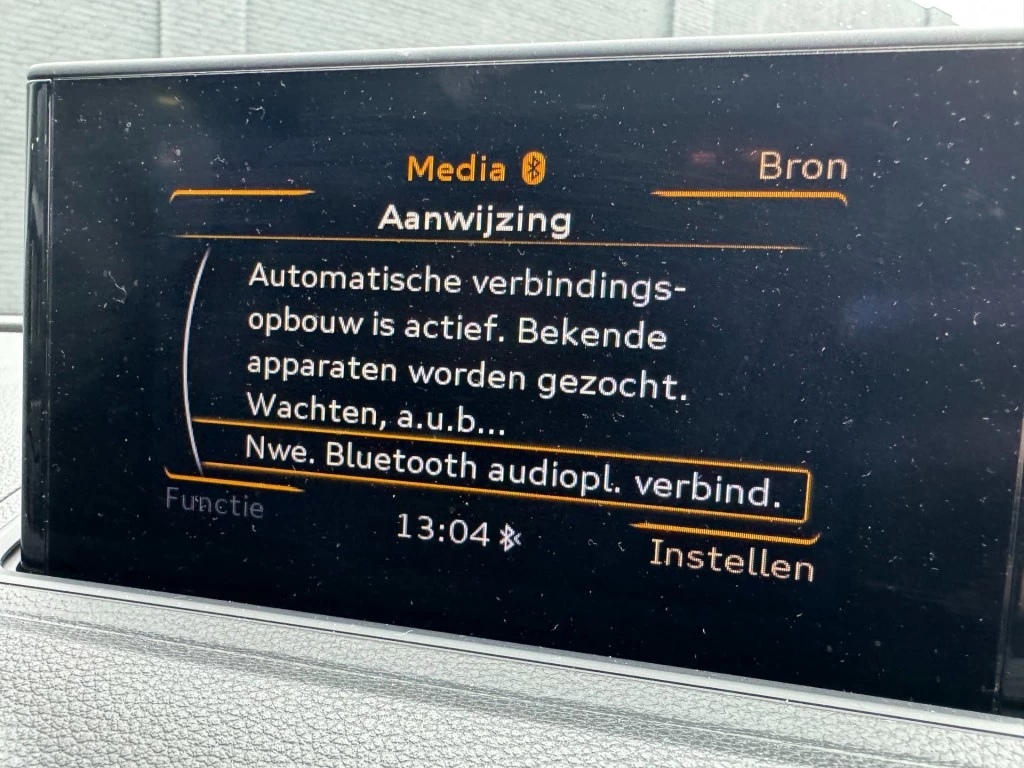 Media
Bron
Aanwijzing
Automatische verbindings-
opbouw is actief. Bekende
apparaten worden gezocht.
Wachten, a.u.b...
Nwe. Bluetooth audiopl. verbind.
Functie
13:04
Instellen